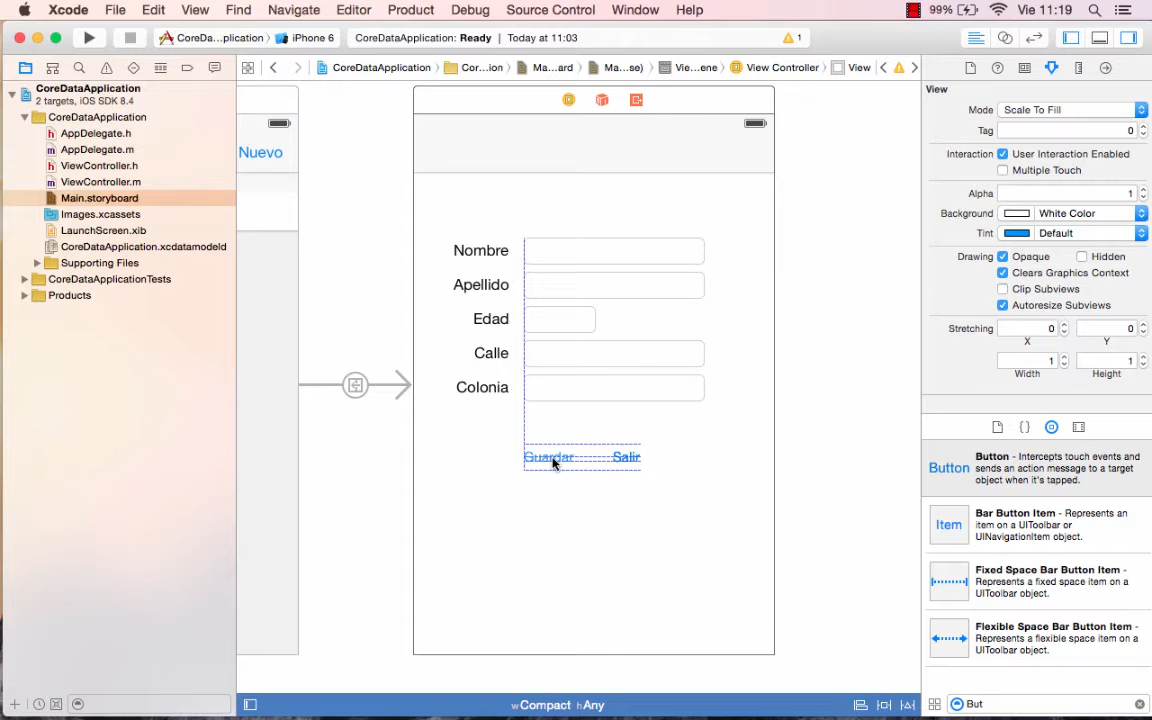 Xcode File Edit View Find Navigate Editor Product Debug Source Control Window Help 99% Vie 11:19
CoreDa...plication iPhone 6 CoreDataApplication: Ready Today at 11:03 1
CoreDataApplication Cor...ion Ma...ard Ma...se) Vie...ene View Controller View
CoreDataApplication
2 targets, iOS SDK 8.4
CoreDataApplication
AppDelegate.h
AppDelegate.m
ViewController.h
ViewController.m
Main.storyboard
Images.xcassets
LaunchScreen.xib
CoreDataApplication.xcdatamodeld
Supporting Files
CoreDataApplicationTests
Products
Nuevo
Nombre
Apellido
Edad
Calle
Colonia
Guardar Salir
wCompact hAny
View
Mode Scale To Fill
Tag 0
Interaction User Interaction Enabled
Multiple Touch
Alpha 1
Background White Color
Tint Default
Drawing Opaque Hidden
Clears Graphics Context
Clip Subviews
Autoresize Subviews
Stretching 0 0
X Y
1 1
Width Height
Button
Button - Intercepts touch events and
sends an action message to a target
object when it's tapped.
Item
Bar Button Item - Represents an
item on a UIToolbar or
UINavigationItem object.
Fixed Space Bar Button Item -
Represents a fixed space item on a
UIToolbar object.
Flexible Space Bar Button Item -
Represents a flexible space item on a
UIToolbar object.
But